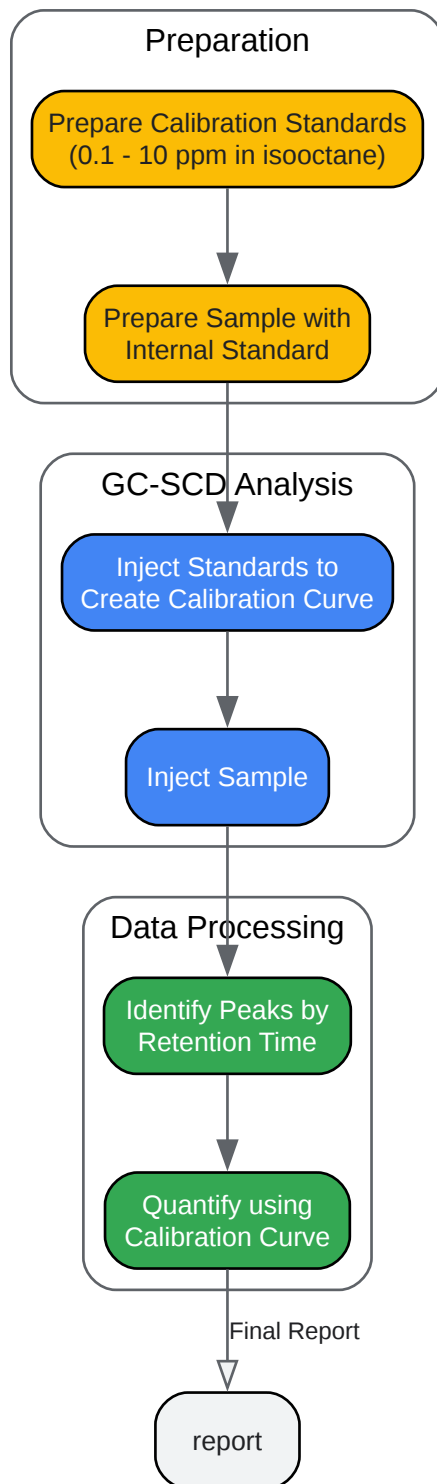 Preparation
Prepare Calibration Standards
(0.1 - 10 ppm in isooctane)
Prepare Sample with
Internal Standard
GC-SCD Analysis
Inject Standards to
Create Calibration Curve
Inject Sample
Data Processing
Identify Peaks by
Retention Time
Quantify using
Calibration Curve
Final Report
report